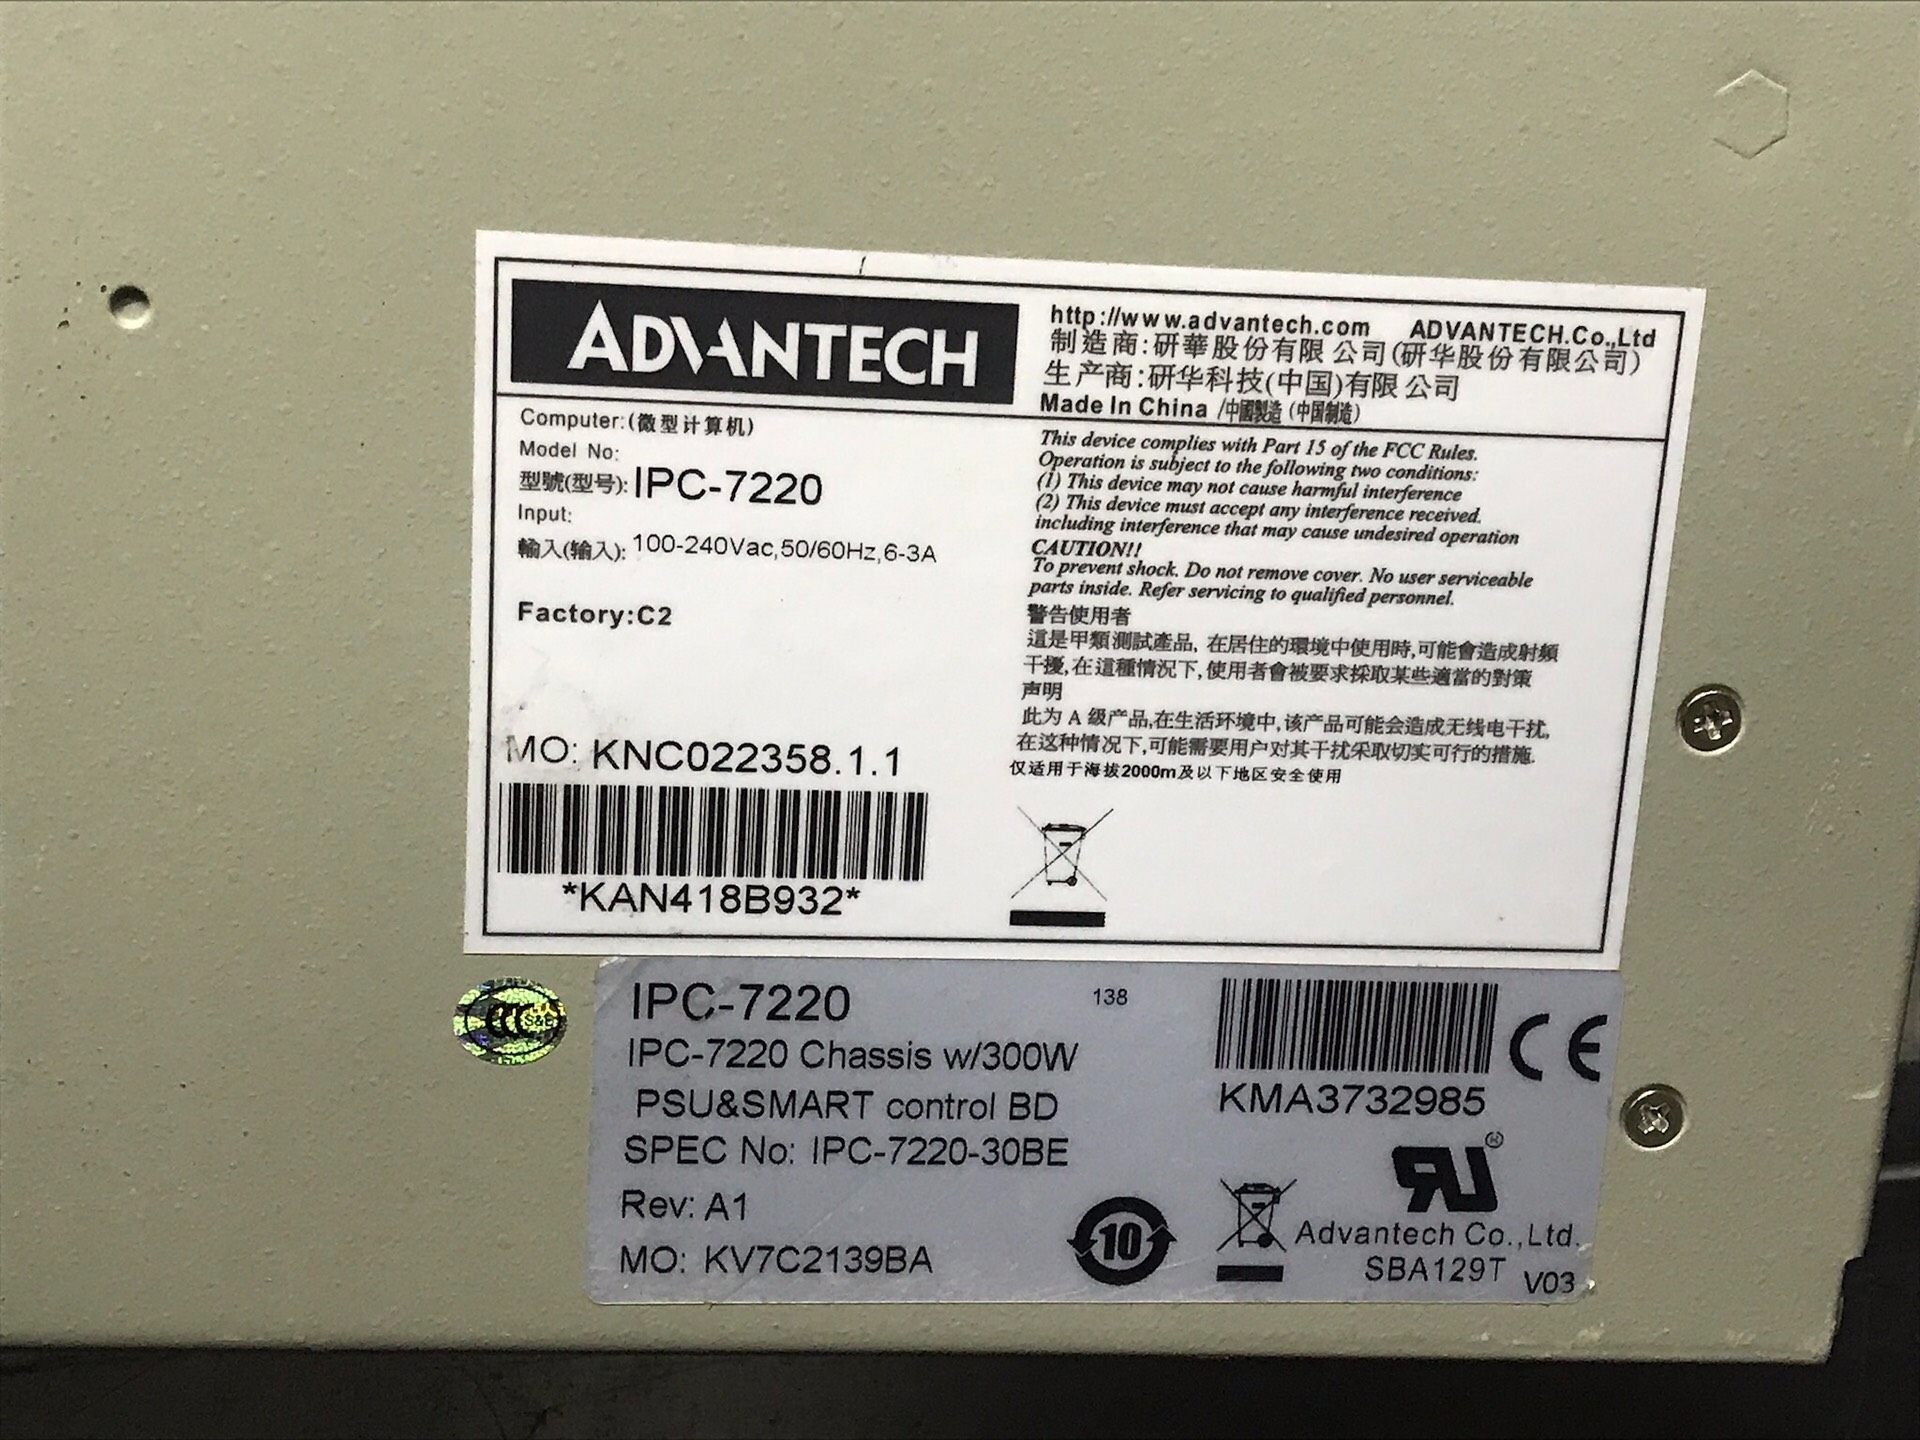 ADVANTECH
http://www.advantech.com ADVANTECH.Co.,Ltd
制造商:研華股份有限公司(研华股份有限公司)
生产商:研华科技(中国)有限公司
Made In China /中國製造 (中国制造)
Computer:(微型计算机)
Model No:
型號(型号): IPC-7220
Input:
輸入(输入): 100-240Vac,50/60Hz,6-3A
Factory:C2
MO: KNC022358.1.1
*KAN418B932*
This device complies with Part 15 of the FCC Rules.
Operation is subject to the following two conditions:
(1) This device may not cause harmful interference
(2) This device must accept any interference received.
including interference that may cause undesired operation
CAUTION!!
To prevent shock. Do not remove cover. No user serviceable
parts inside. Refer servicing to qualified personnel.
警告使用者
這是甲類測試產品, 在居住的環境中使用時,可能會造成射頻
干擾,在這種情況下,使用者會被要求採取某些適當的對策
声明
此为 A 级产品,在生活环境中,该产品可能会造成无线电干扰,
在这种情况下,可能需要用户对其干扰采取切实可行的措施.
仅适用于海拔2000m及以下地区安全使用
CCC S&E
IPC-7220
138
IPC-7220 Chassis w/300W
PSU&SMART control BD
SPEC No: IPC-7220-30BE
Rev: A1
MO: KV7C2139BA
KMA3732985
CE
10
RU®
Advantech Co.,Ltd.
SBA129T V03